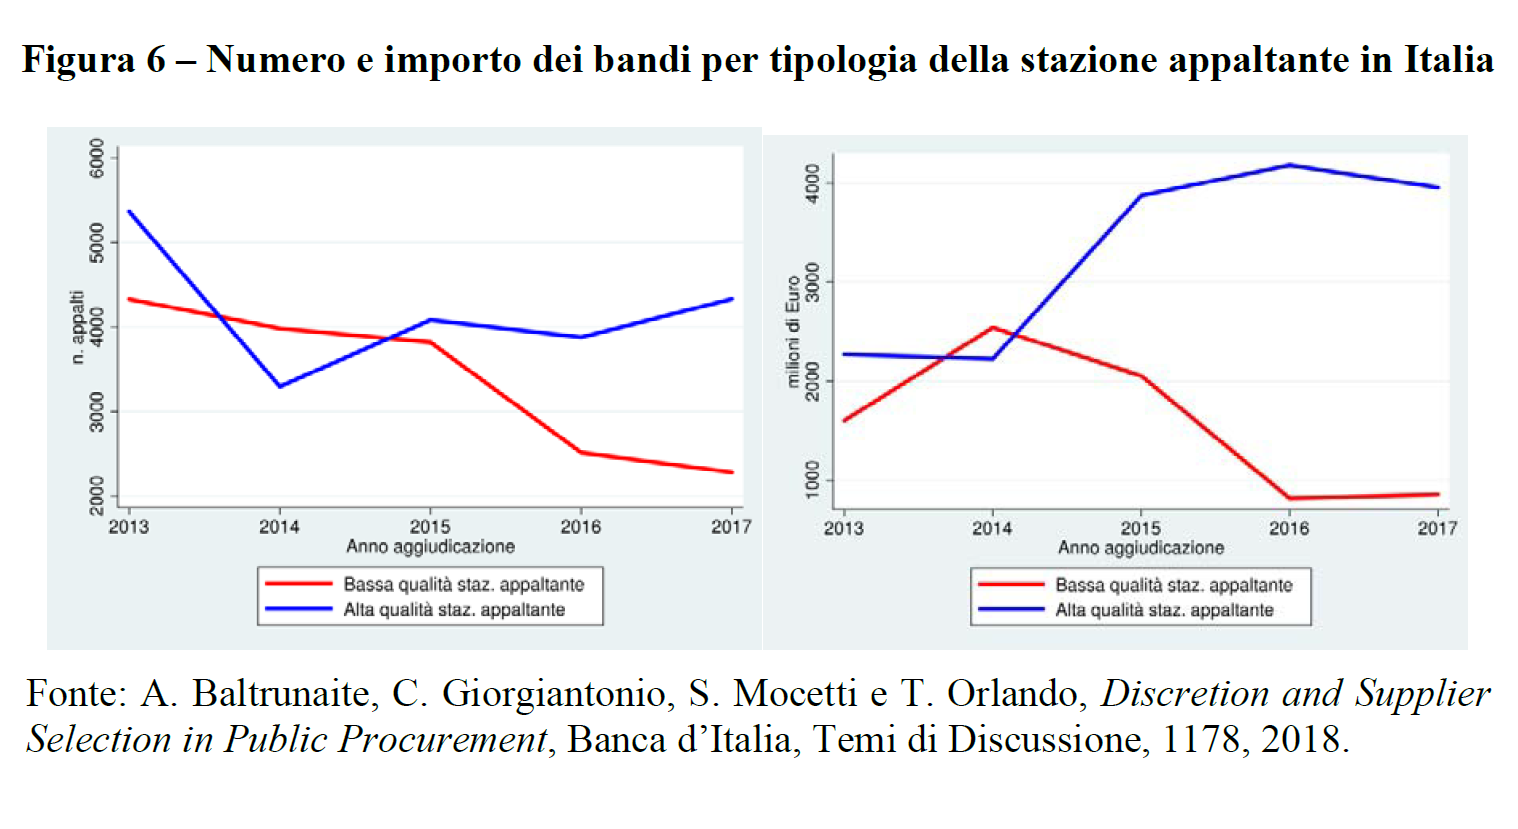 Figura 6 – Numero e importo dei bandi per tipologia della stazione appaltante in Italia
6000
5000
4000
3000
2000
n. appalti
2013 2014 2015 2016 2017
Anno aggiudicazione
Bassa qualità staz. appaltante
Alta qualità staz. appaltante
4000
3000
2000
1000
milioni di Euro
2013 2014 2015 2016 2017
Anno aggiudicazione
Bassa qualità staz. appaltante
Alta qualità staz. appaltante
Fonte: A. Baltrunaite, C. Giorgiantonio, S. Mocetti e T. Orlando, Discretion and Supplier
Selection in Public Procurement, Banca d’Italia, Temi di Discussione, 1178, 2018.